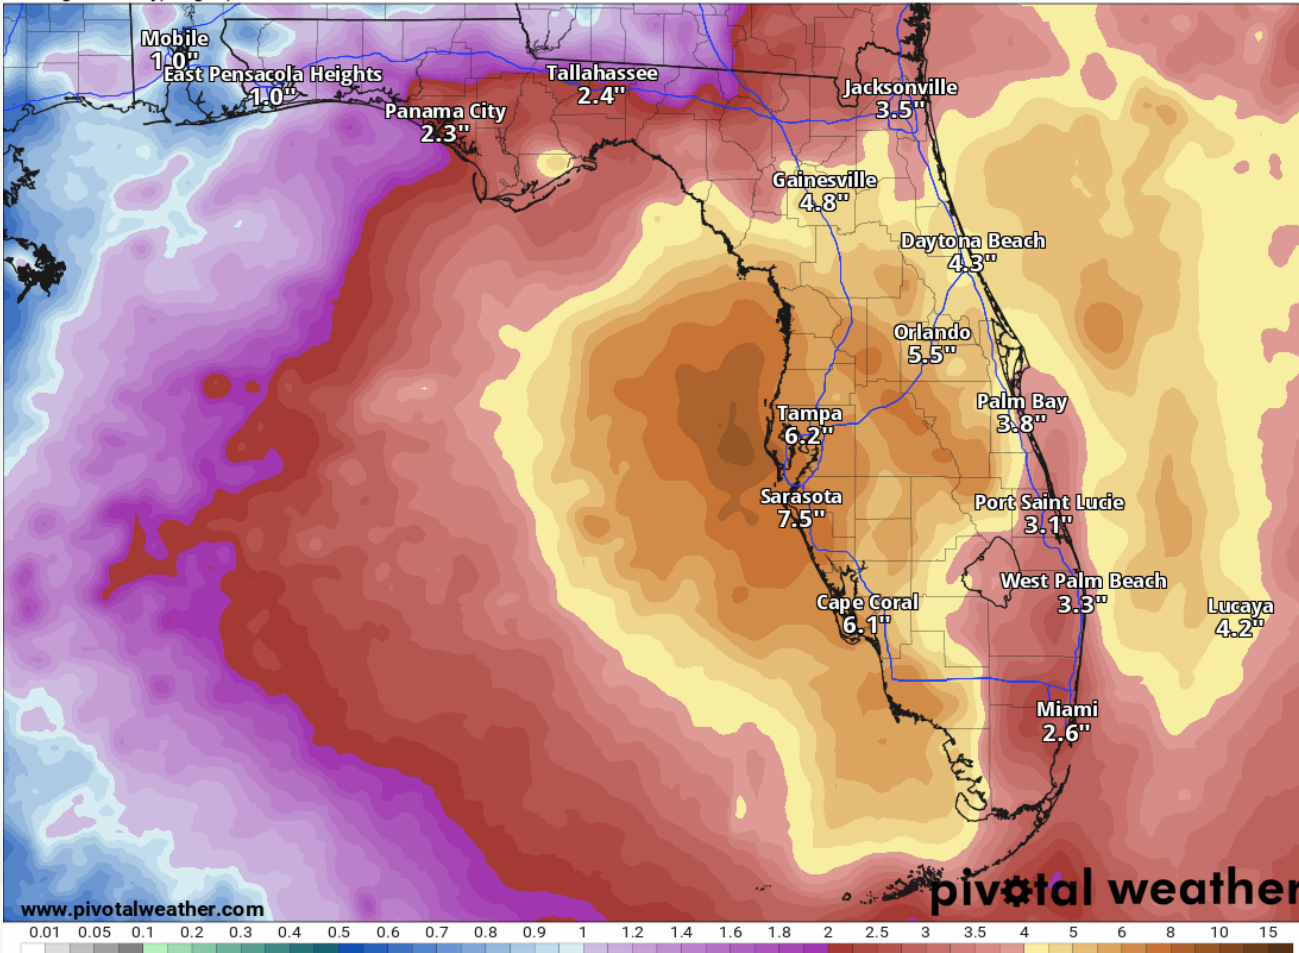 Mobile
1.0"
East Pensacola Heights
1.0"
Tallahassee
2.4"
Panama City
2.3"
Jacksonville
3.5"
Gainesville
4.8"
Daytona Beach
4.3"
Orlando
5.5"
Palm Bay
3.8"
Tampa
6.2"
Sarasota
7.5"
Port Saint Lucie
3.1"
West Palm Beach
3.3"
Cape Coral
6.1"
Lucaya
4.2"
Miami
2.6"
pivotal weather
www.pivotalweather.com
0.01 0.05 0.1 0.2 0.3 0.4 0.5 0.6 0.7 0.8 0.9 1 1.2 1.4 1.6 1.8 2 2.5 3 3.5 4 5 6 7 8 10 15